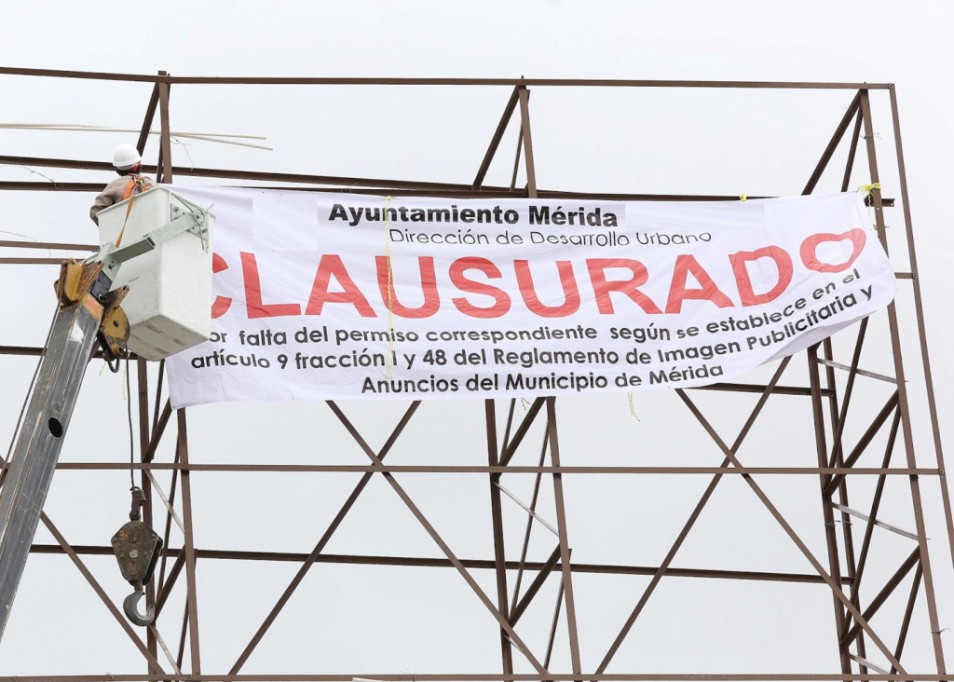 Ayuntamiento Mérida
Dirección de Desarrollo Urbano
CLAUSURADO
or falta del permiso correspondiente según se establece en el
artículo 9 fracción I y 48 del Reglamento de Imagen Publicitaria y
Anuncios del Municipio de Mérida